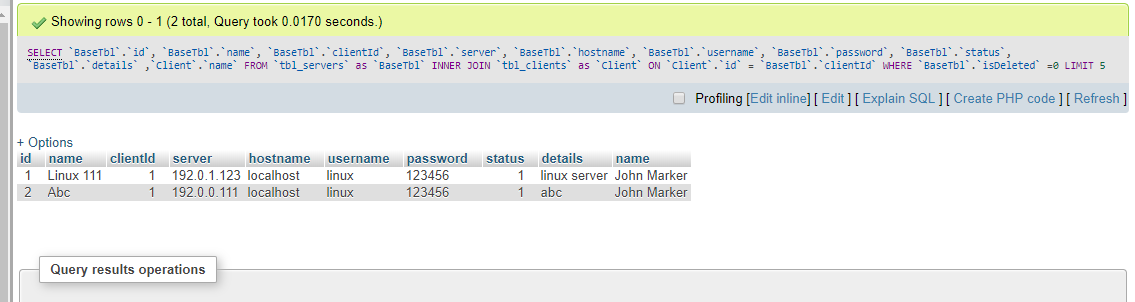 Showing rows 0 - 1 (2 total, Query took 0.0170 seconds.)
SELECT `BaseTbl`.`id`, `BaseTbl`.`name`, `BaseTbl`.`clientId`, `BaseTbl`.`server`, `BaseTbl`.`hostname`, `BaseTbl`.`username`, `BaseTbl`.`password`, `BaseTbl`.`status`,
`BaseTbl`.`details` ,`Client`.`name` FROM `tbl_servers` as `BaseTbl` INNER JOIN `tbl_clients` as `Client` ON `Client`.`id` = `BaseTbl`.`clientId` WHERE `BaseTbl`.`isDeleted` =0 LIMIT 5
Profiling [Edit inline] [ Edit ] [ Explain SQL ] [ Create PHP code ] [ Refresh ]
+ Options
id name clientId server hostname username password status details name
1 Linux 111 1 192.0.1.123 localhost linux 123456 1 linux server John Marker
2 Abc 1 192.0.0.111 localhost linux 123456 1 abc John Marker
Query results operations